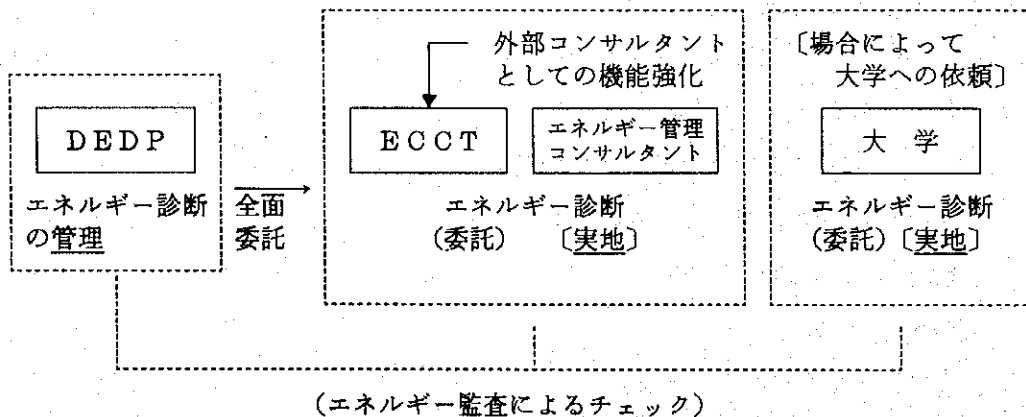 外部コンサルタント
としての機能強化
〔場合によって
大学への依頼〕
DEDP
ECCT
エネルギー管理
コンサルタント
大学
エネルギー診断
の管理
全面
委託
エネルギー診断
(委託) 〔実地〕
エネルギー診断
(委託)〔実地〕
(エネルギー監査によるチェック)